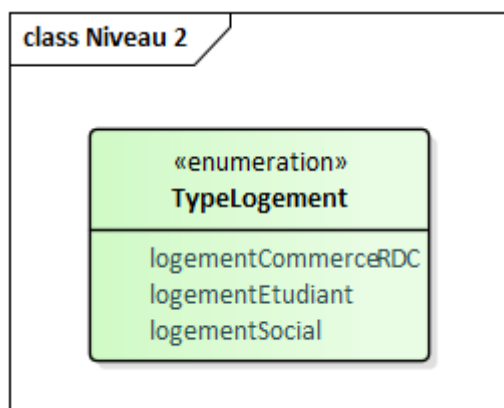 class Niveau 2
«enumeration»
TypeLogement
logementCommerceRDC
logementEtudiant
logementSocial